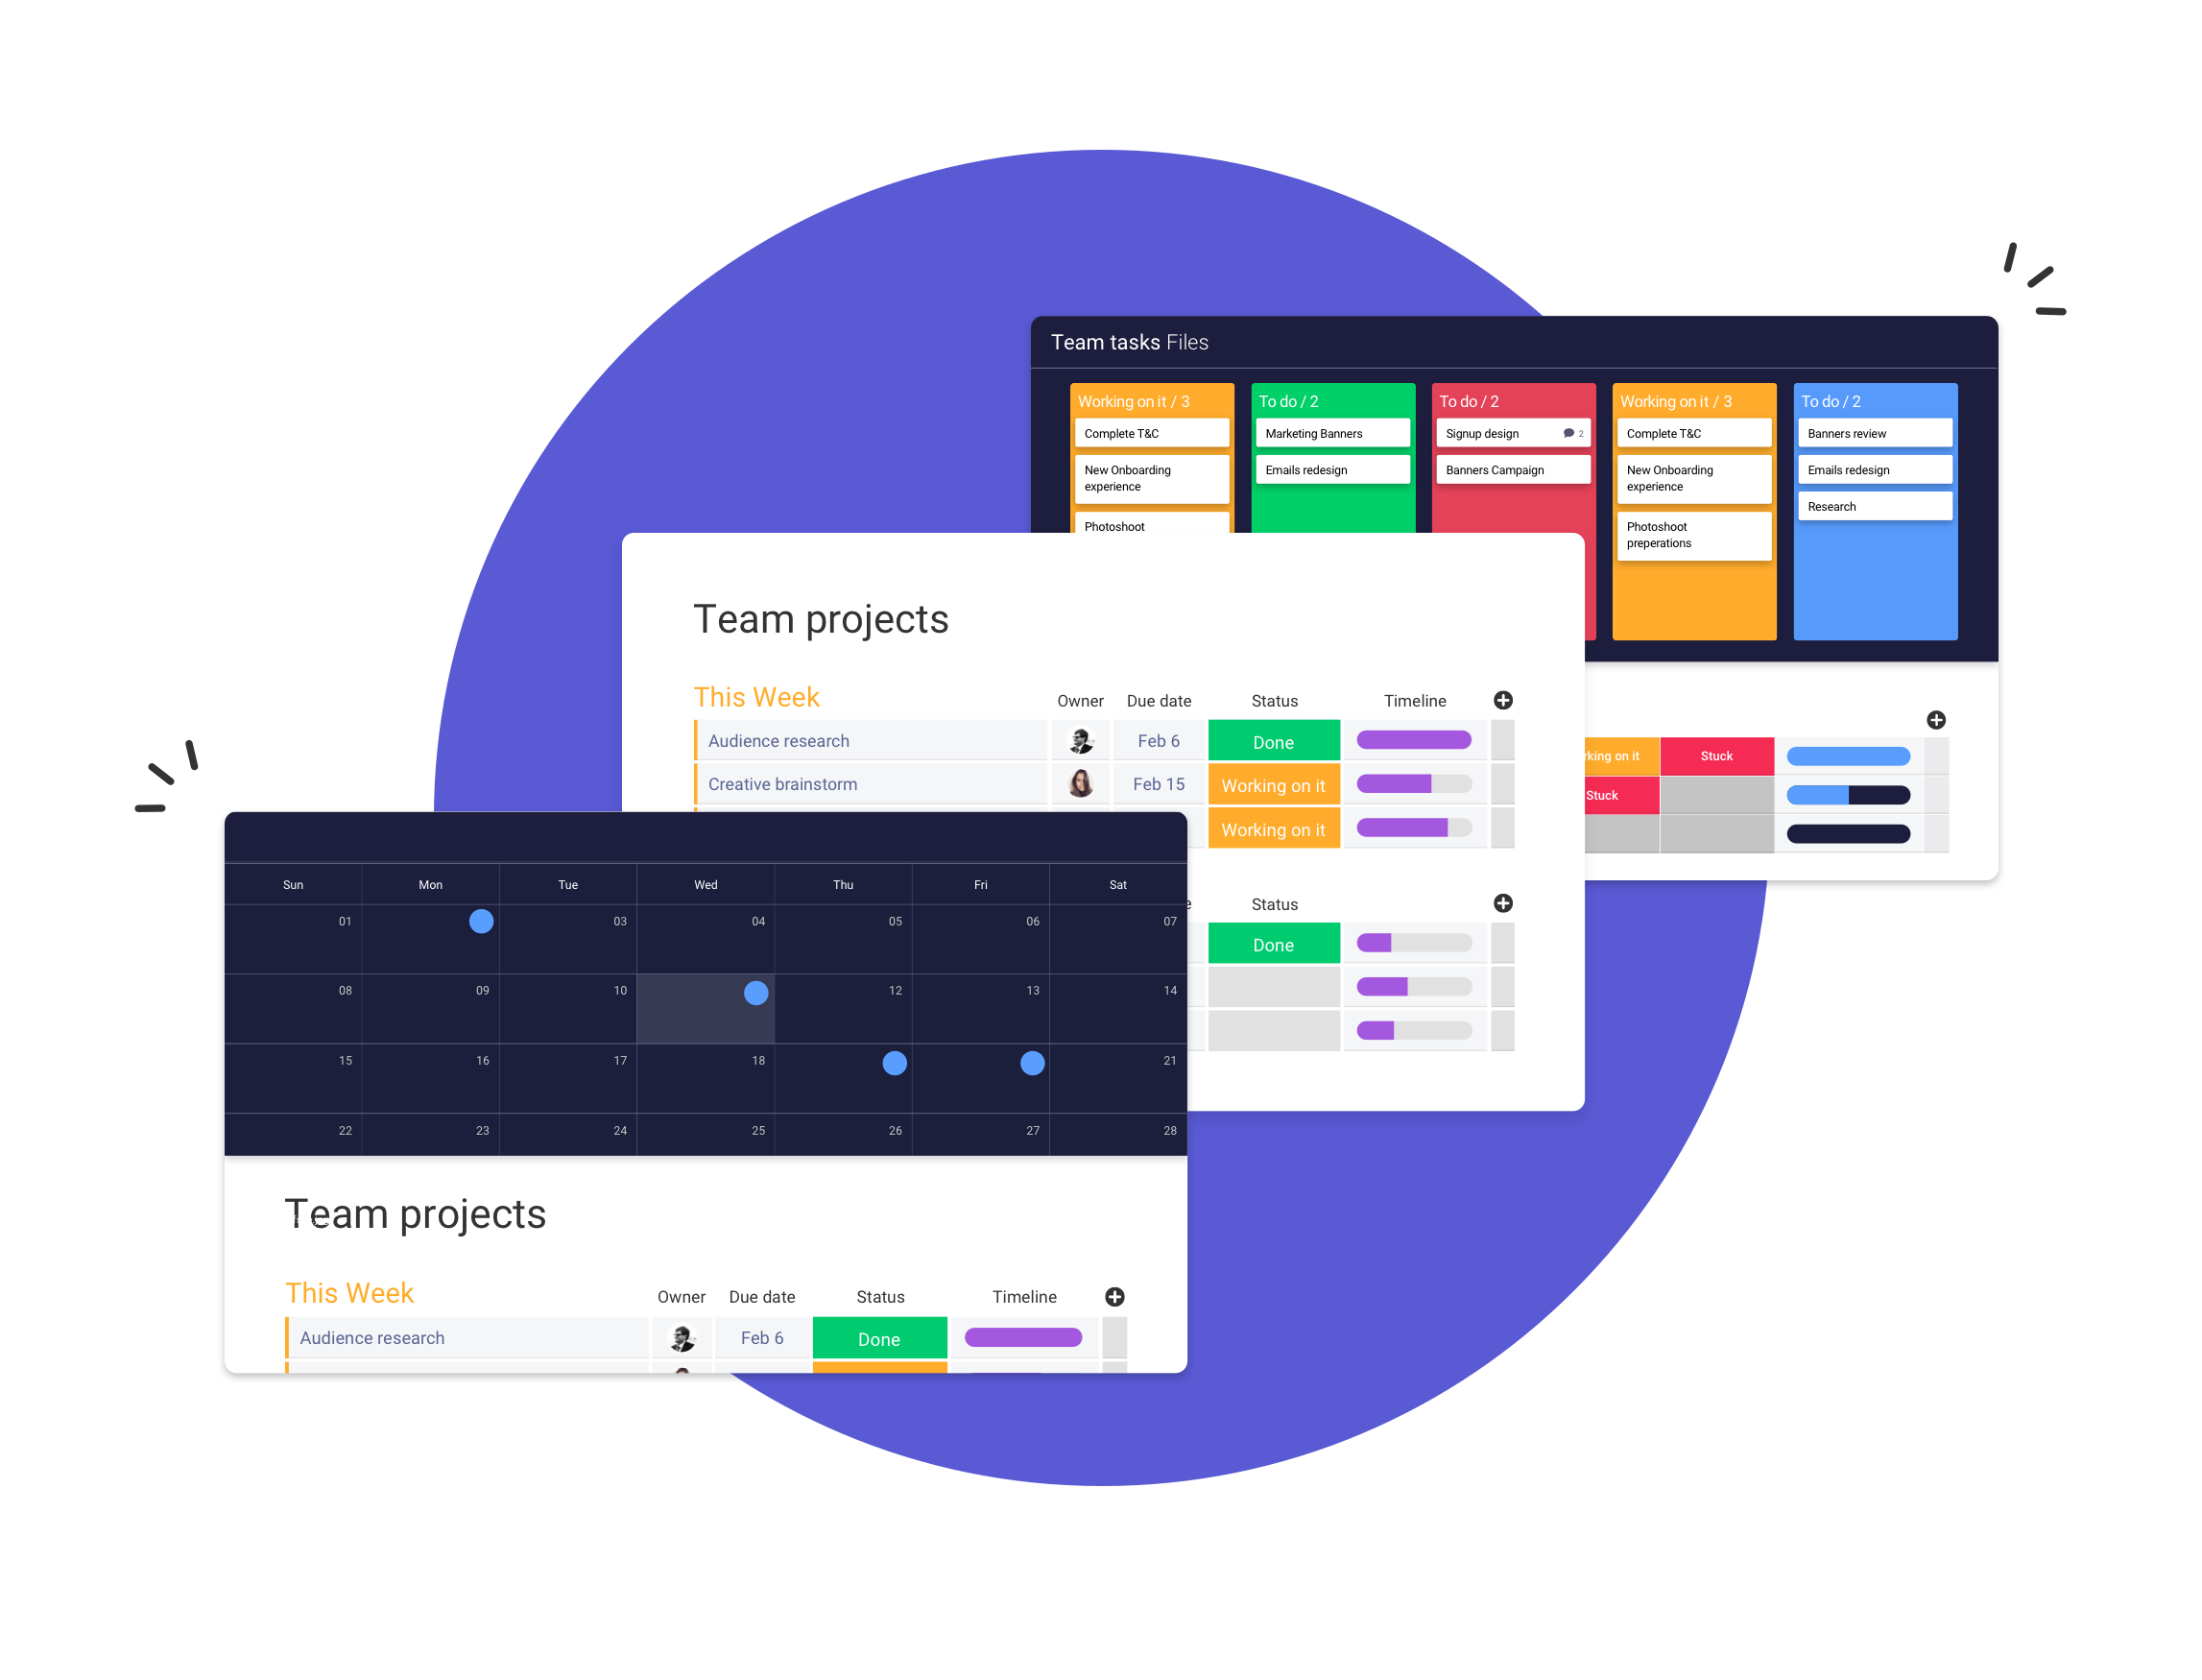 Team tasks Files
Working on it / 3
Complete T&C
New Onboarding
experience
Photoshoot
To do / 2
Marketing Banners
Emails redesign
To do / 2
Signup design 2
Banners Campaign
Working on it / 3
Complete T&C
New Onboarding
experience
Photoshoot
preperations
To do / 2
Banners review
Emails redesign
Research
king on it Stuck
Stuck
Team projects
This Week Owner Due date Status Timeline
Audience research Feb 6 Done
Creative brainstorm Feb 15 Working on it
Working on it
Status
Done
Sun Mon Tue Wed Thu Fri Sat
01 03 04 05 06 07
08 09 10 12 13 14
15 16 17 18 21
22 23 24 25 26 27 28
Team projects
This Week Owner Due date Status Timeline
Audience research Feb 6 Done